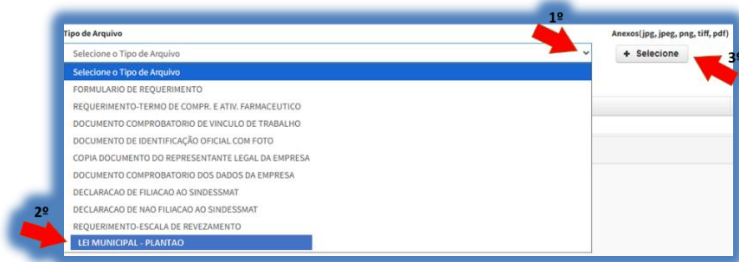 1º
Tipo de Arquivo
Anexos(jpg, jpeg, png, tiff, pdf)
Selecione o Tipo de Arquivo
+ Selecione
3º
Selecione o Tipo de Arquivo
FORMULARIO DE REQUERIMENTO
REQUERIMENTO-TERMO DE COMPR. E ATIV. FARMACEUTICO
DOCUMENTO COMPROBATORIO DE VINCULO DE TRABALHO
DOCUMENTO DE IDENTIFICAÇÃO OFICIAL COM FOTO
COPIA DOCUMENTO DO REPRESENTANTE LEGAL DA EMPRESA
DOCUMENTO COMPROBATORIO DOS DADOS DA EMPRESA
DECLARACAO DE FILIACAO AO SINDESSMAT
DECLARACAO DE NAO FILIACAO AO SINDESSMAT
2º
REQUERIMENTO-ESCALA DE REVEZAMENTO
LEI MUNICIPAL - PLANTAO